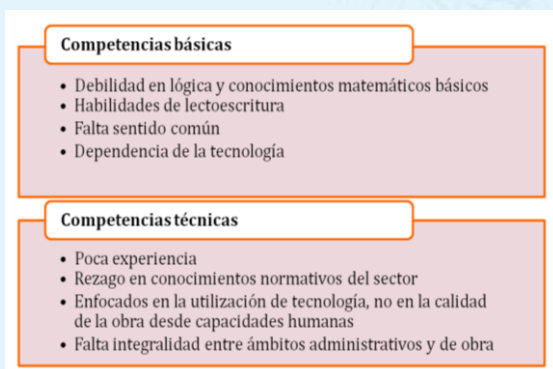 Competencias básicas
• Debilidad en lógica y conocimientos matemáticos básicos
• Habilidades de lectoescritura
• Falta sentido común
• Dependencia de la tecnología
Competencias técnicas
• Poca experiencia
• Rezago en conocimientos normativos del sector
• Enfocados en la utilización de tecnología, no en la calidad
de la obra desde capacidades humanas
• Falta integralidad entre ámbitos administrativos y de obra